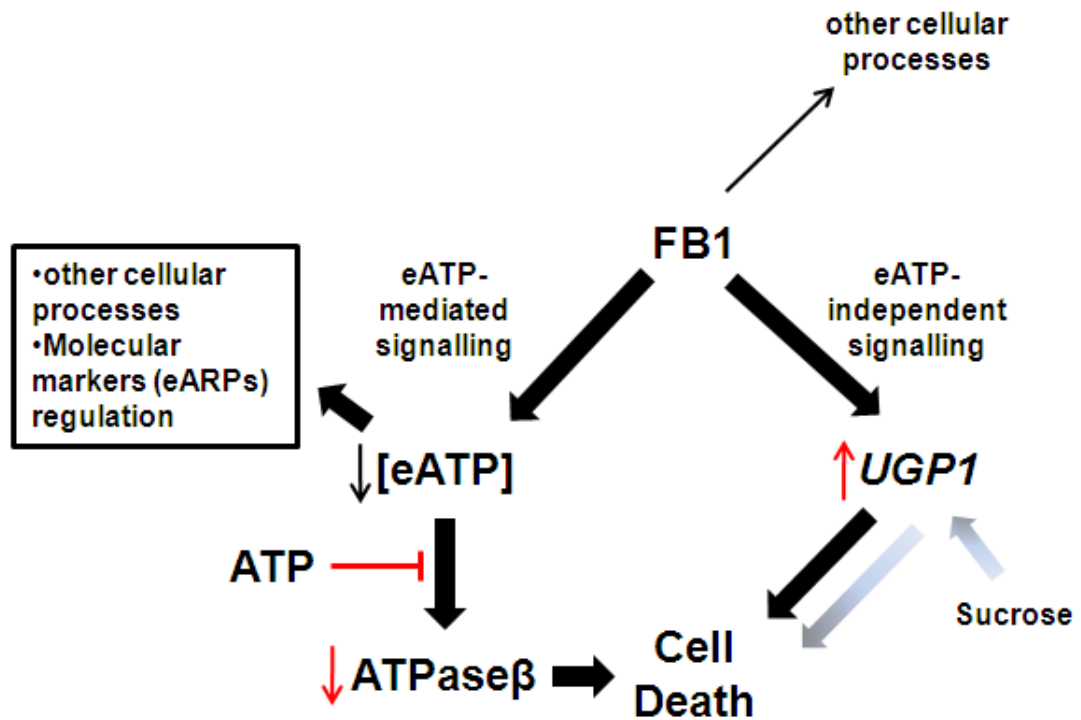 other cellular
processes
FB1
•other cellular
processes
•Molecular
markers (eARPs)
regulation
eATP-
mediated
signalling
eATP-
independent
signalling
[eATP]
UGP1
ATP
Sucrose
ATPaseβ
Cell
Death